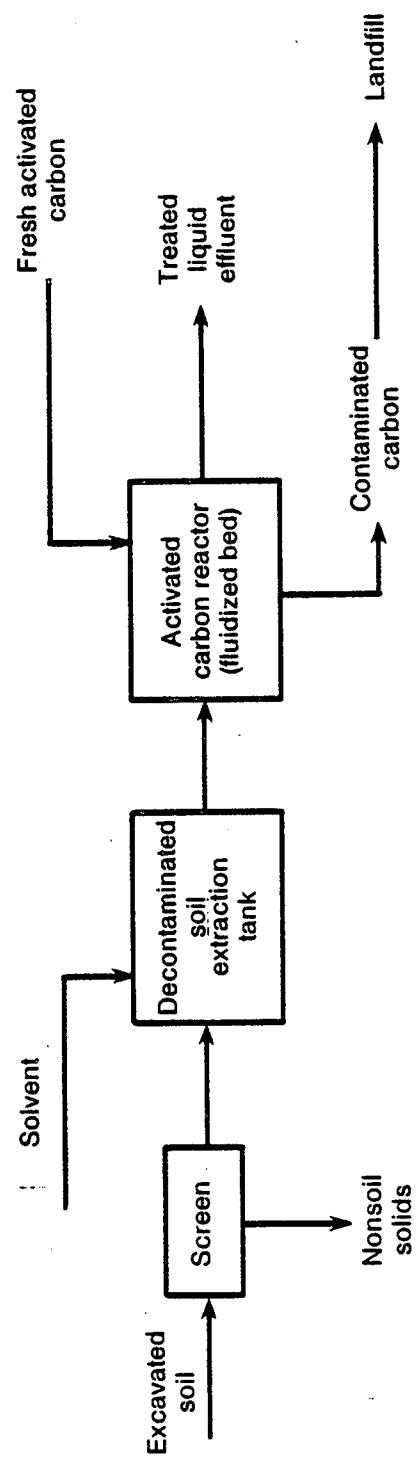 Excavated
soil
Screen
Nonsoil
solids
Solvent
Decontaminated
soil
extraction
tank
Fresh activated
carbon
Activated
carbon reactor
(fluidized bed)
Treated
liquid
effluent
Contaminated
carbon
Landfill